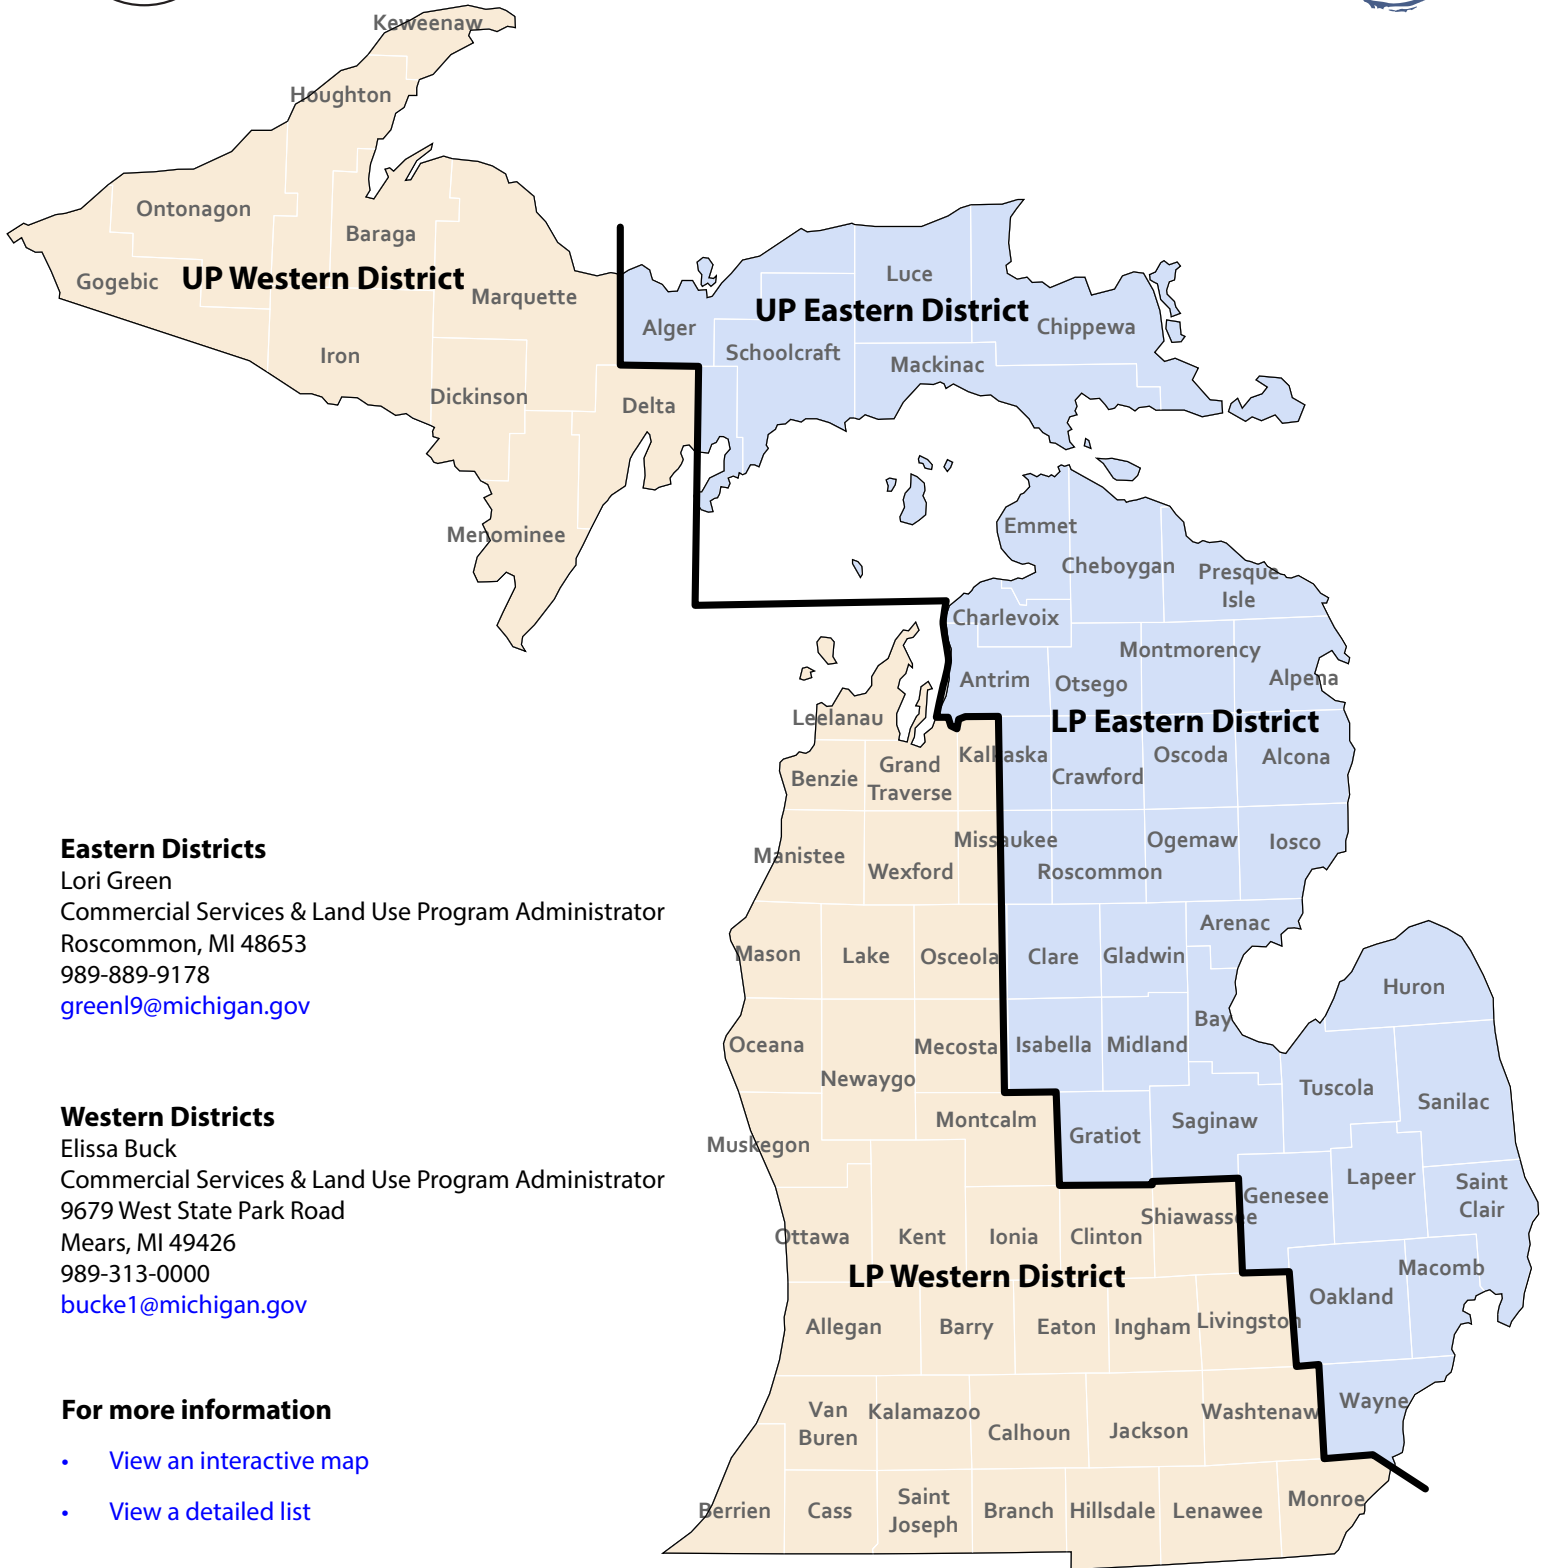 Keweenaw
Houghton
Ontonagon
Baraga
Gogebic
UP Western District
Marquette
Iron
Dickinson
Delta
Menominee
Luce
UP Eastern District
Alger
Chippewa
Schoolcraft
Mackinac
Emmet
Cheboygan
Presque
Isle
Charlevoix
Montmorency
Antrim
Otsego
Alpena
Leelanau
LP Eastern District
Kalkaska
Grand
Traverse
Benzie
Crawford
Oscoda
Alcona
Manistee
Wexford
Missaukee
Roscommon
Ogemaw
Iosco
Arenac
Mason
Lake
Osceola
Clare
Gladwin
Huron
Bay
Oceana
Newaygo
Mecosta
Isabella
Midland
Tuscola
Sanilac
Muskegon
Montcalm
Gratiot
Saginaw
Lapeer
Genesee
Saint
Clair
Shiawassee
Ottawa
Kent
Ionia
Clinton
LP Western District
Macomb
Oakland
Allegan
Barry
Eaton
Ingham
Livingston
Van
Buren
Kalamazoo
Calhoun
Jackson
Washtenaw
Wayne
Berrien
Cass
Saint
Joseph
Branch
Hillsdale
Lenawee
Monroe
Eastern Districts
Lori Green
Commercial Services & Land Use Program Administrator
Roscommon, MI 48653
989-889-9178
greenl9@michigan.gov
Western Districts
Elissa Buck
Commercial Services & Land Use Program Administrator
9679 West State Park Road
Mears, MI 49426
989-313-0000
bucke1@michigan.gov
For more information
• View an interactive map
• View a detailed list